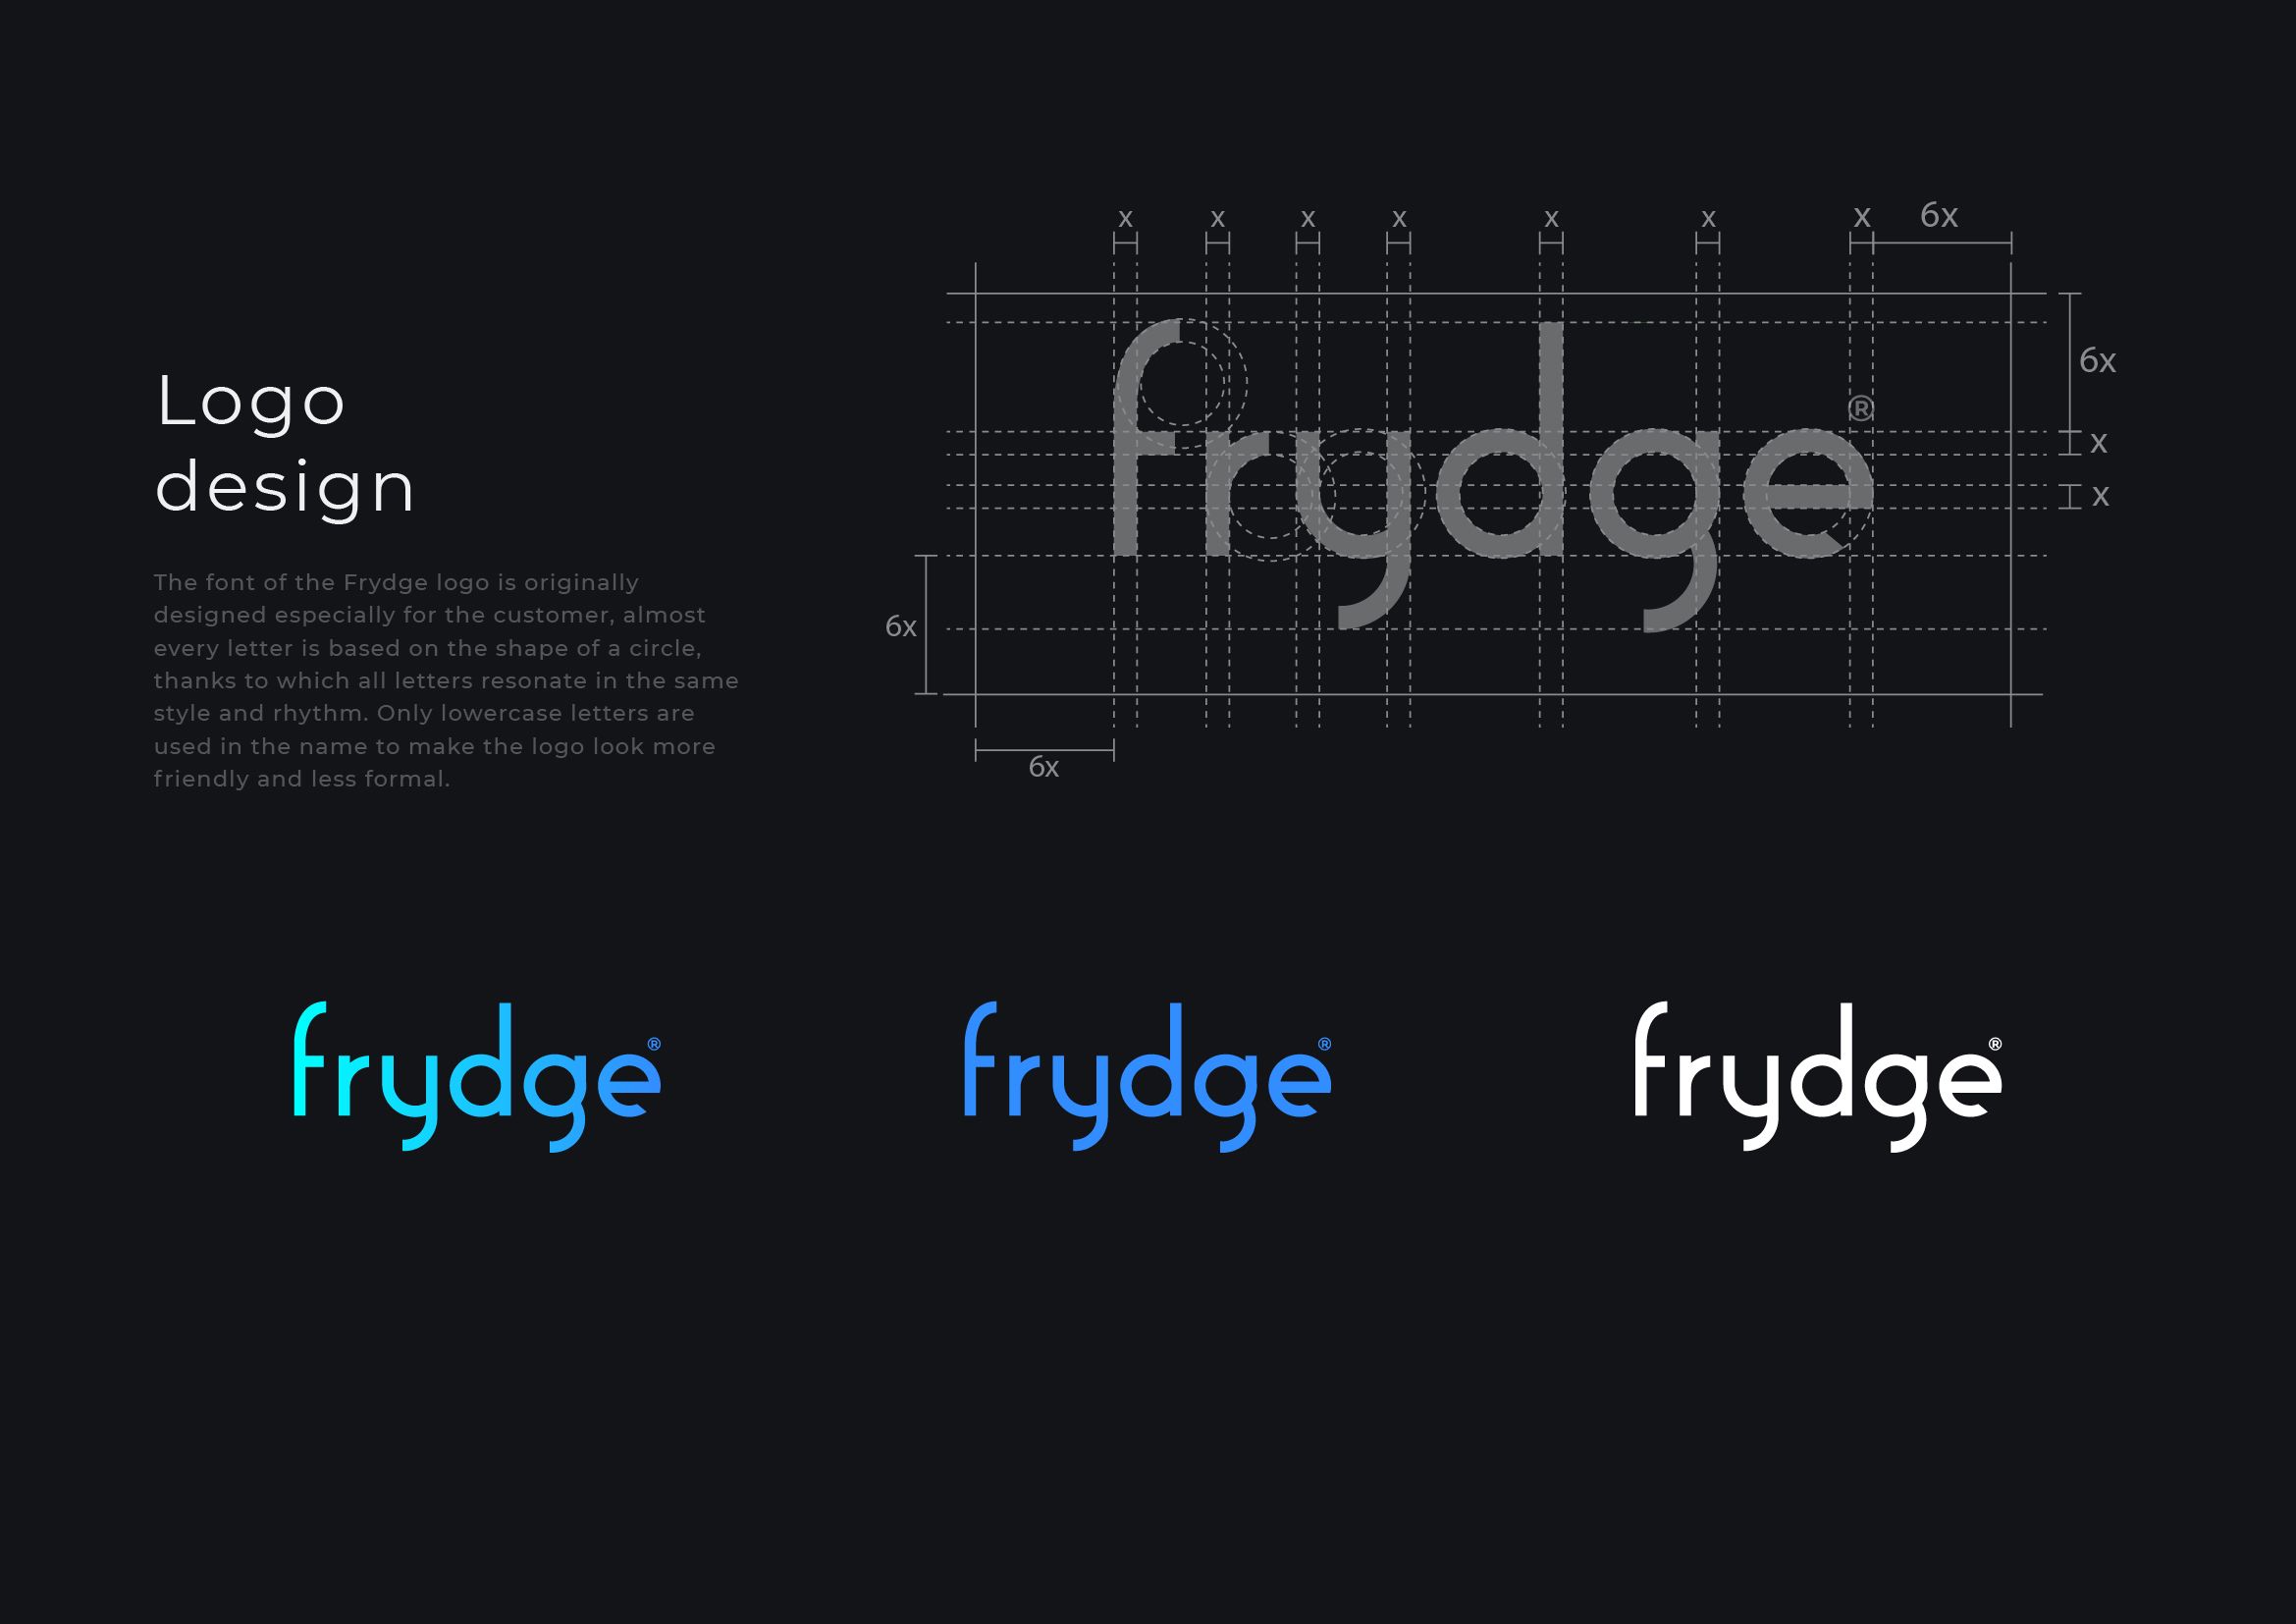 Logo
design
The font of the Frydge logo is originally
designed especially for the customer, almost
every letter is based on the shape of a circle,
thanks to which all letters resonate in the same
style and rhythm. Only lowercase letters are
used in the name to make the logo look more
friendly and less formal.
x x x x x x x 6x
frydge®
6x
x
x
6x
6x
frydge® frydge® frydge®